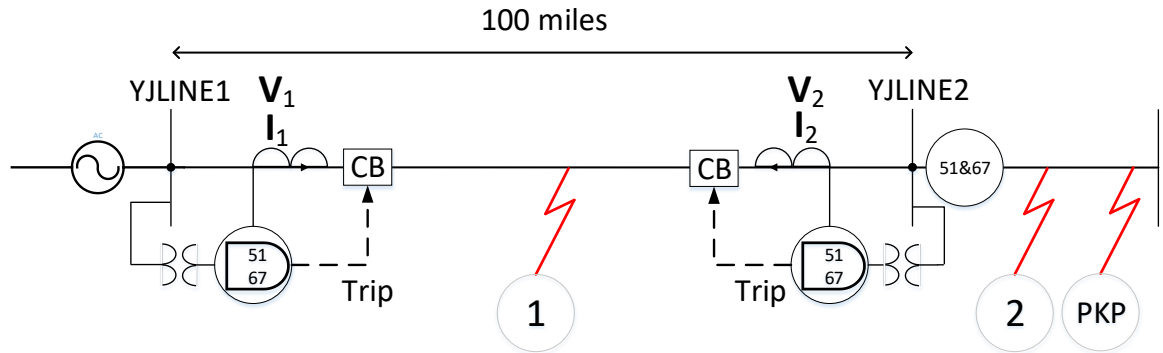 100 miles
YJLINE1
V1
I1
V2
I2
YJLINE2
AC
CB
CB
51&67
51
67
Trip
51
67
Trip
1
2
PKP